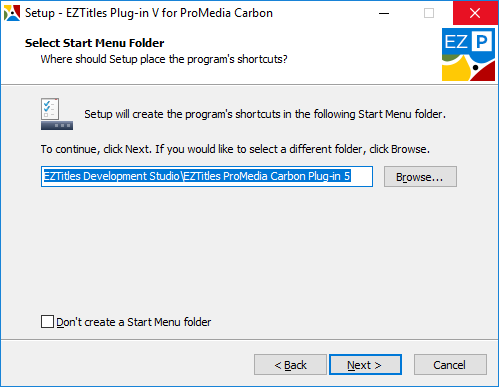 Setup - EZTitles Plug-in V for ProMedia Carbon
Select Start Menu Folder
Where should Setup place the program's shortcuts?
EZ P
Setup will create the program's shortcuts in the following Start Menu folder.
To continue, click Next. If you would like to select a different folder, click Browse.
EZTitles Development Studio\EZTitles ProMedia Carbon Plug-in 5
Browse...
Don't create a Start Menu folder
< Back
Next >
Cancel